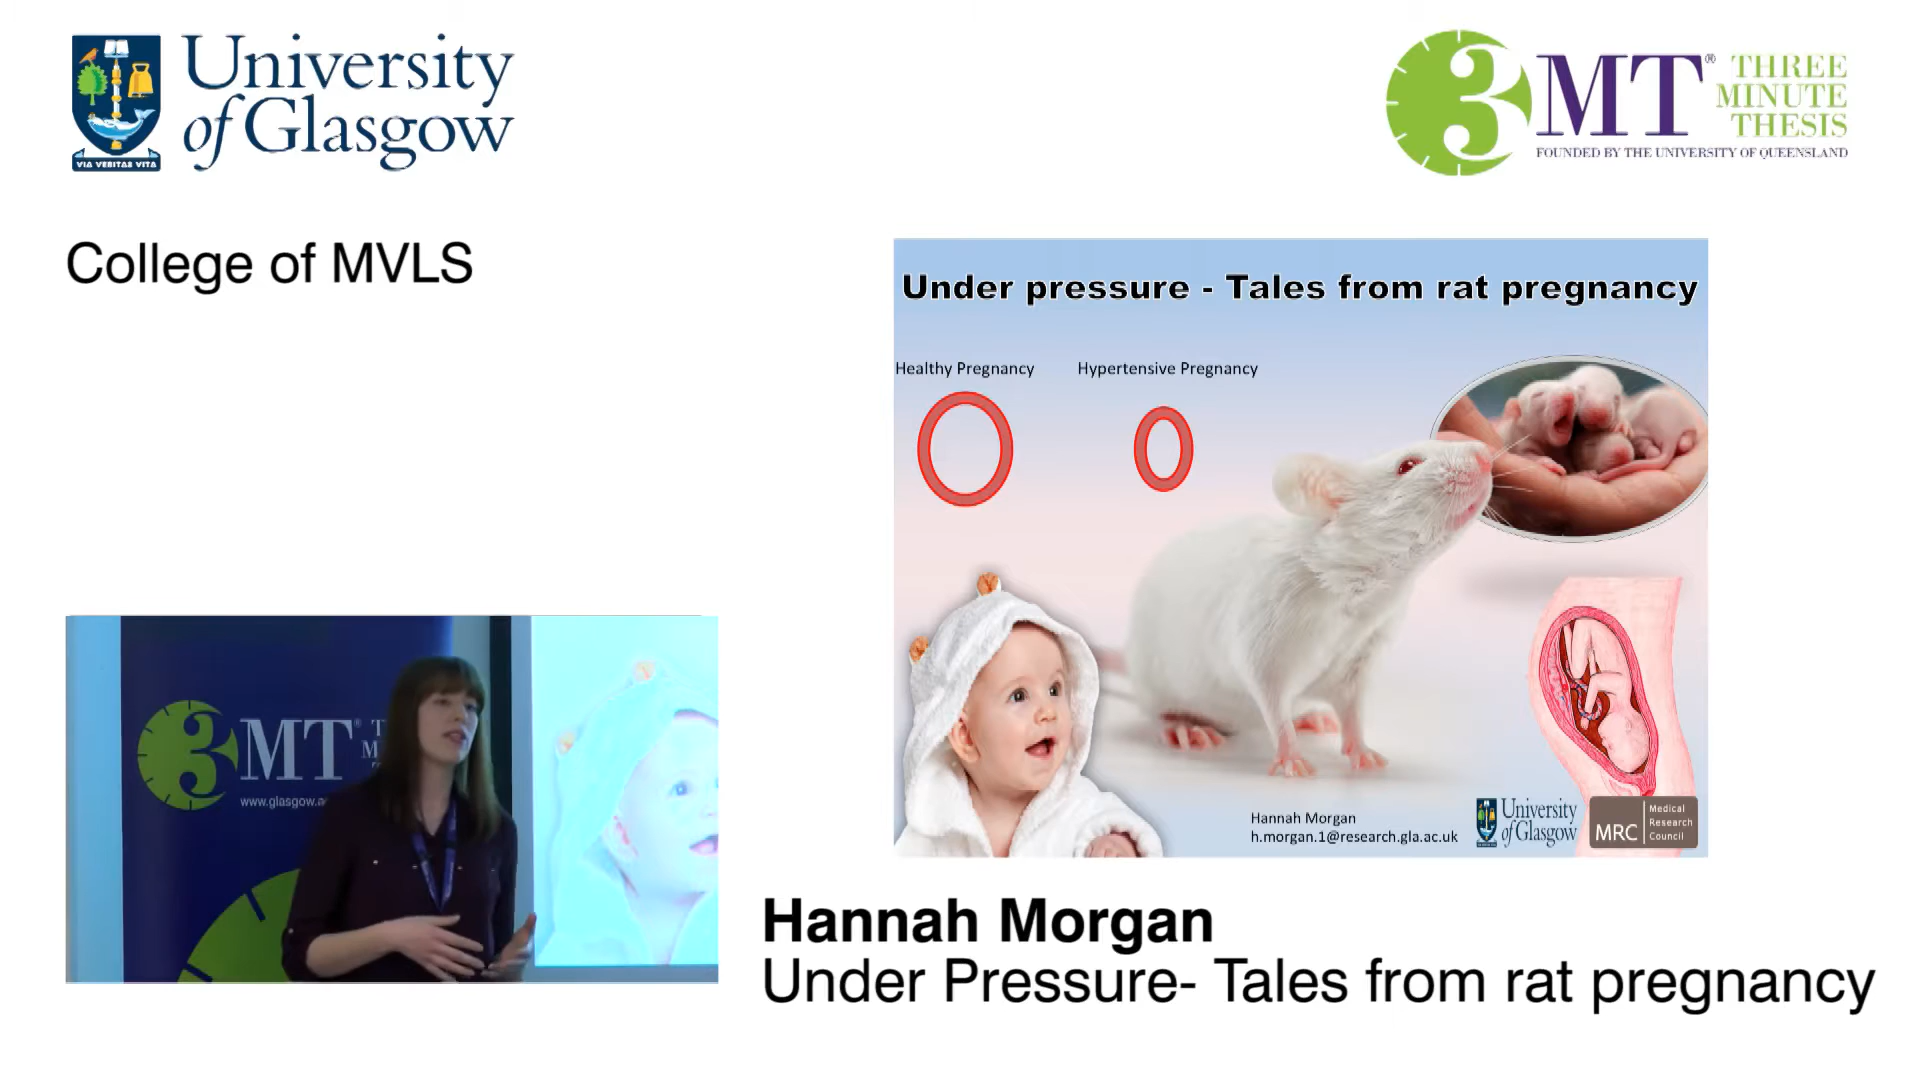 University
of Glasgow
VIA VERITAS VITA
3MT® THREE
MINUTE
THESIS
FOUNDED BY THE UNIVERSITY OF QUEENSLAND
College of MVLS
Under pressure - Tales from rat pregnancy
Healthy Pregnancy
Hypertensive Pregnancy
Hannah Morgan
h.morgan.1@research.gla.ac.uk
University
of Glasgow
MRC
Medical
Research
Council
3MT®
www.glasgow.a
Hannah Morgan
Under Pressure- Tales from rat pregnancy